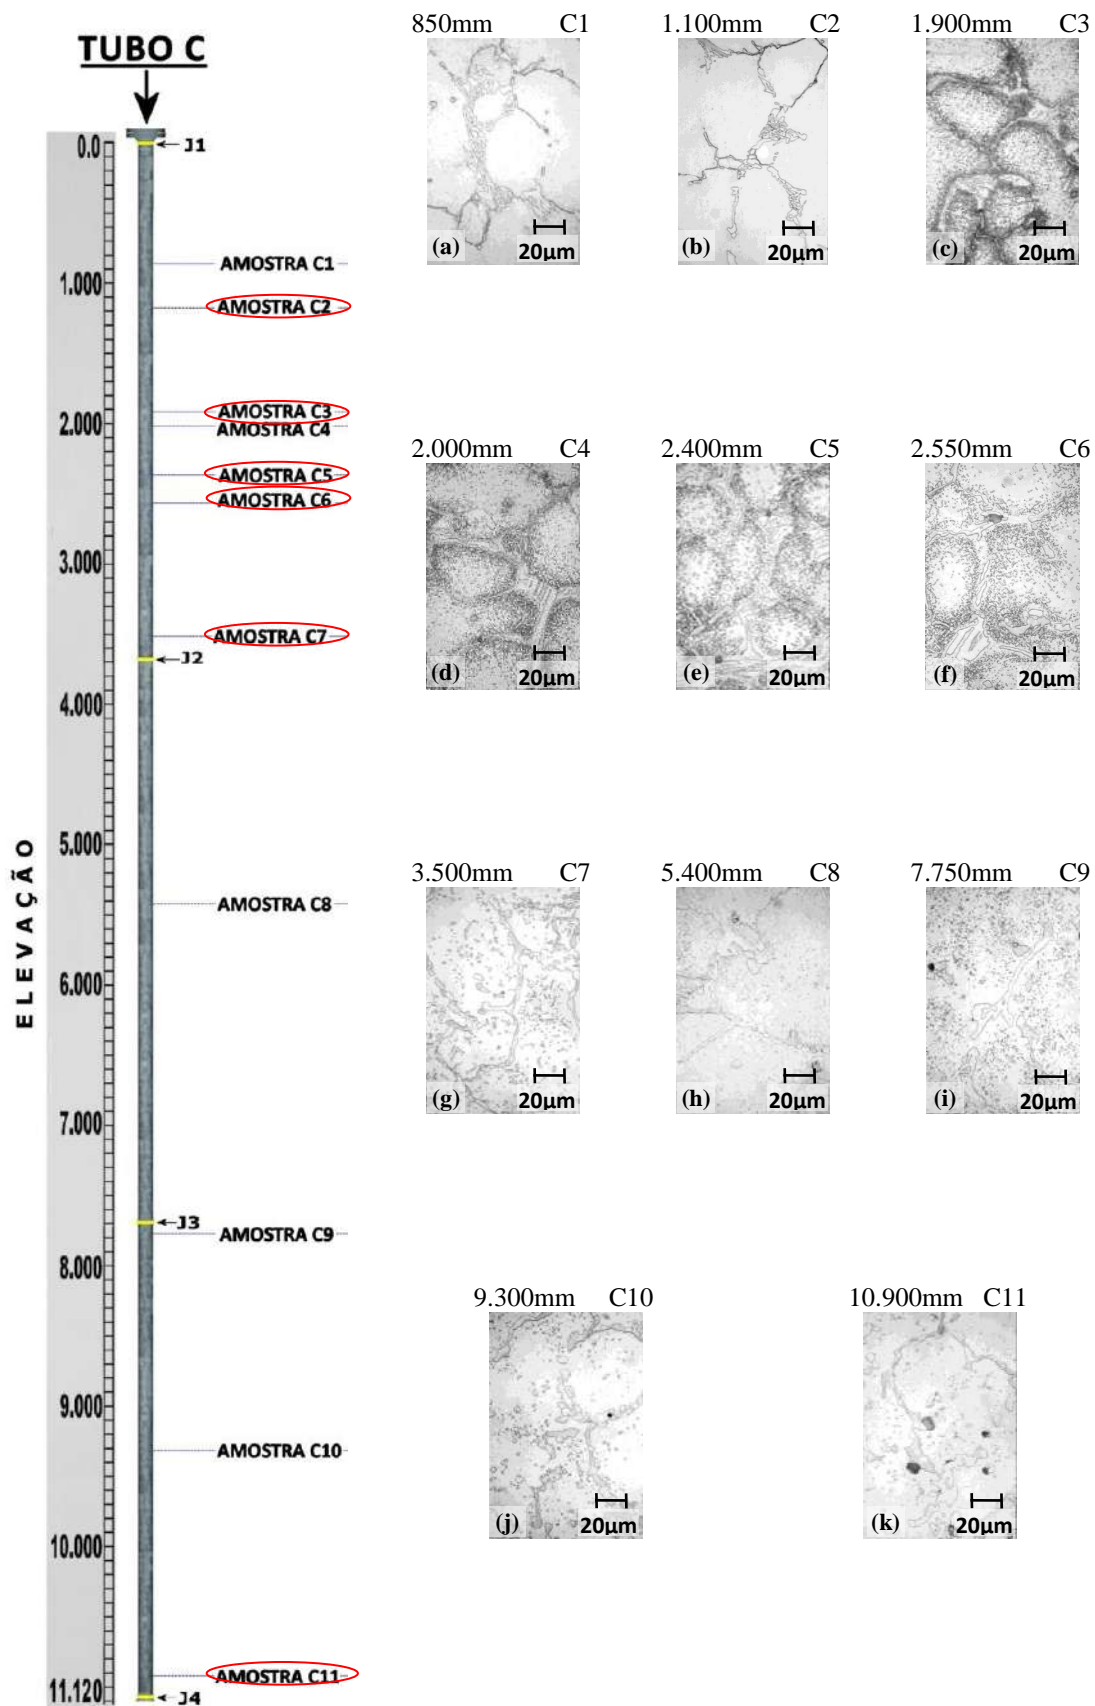 TUBO C
ELEVAÇÃO
0.0
1.000
2.000
3.000
4.000
5.000
6.000
7.000
8.000
9.000
10.000
11.120
J1
AMOSTRA C1
AMOSTRA C2
AMOSTRA C3
AMOSTRA C4
AMOSTRA C5
AMOSTRA C6
AMOSTRA C7
J2
AMOSTRA C8
J3
AMOSTRA C9
AMOSTRA C10
AMOSTRA C11
J4
850mm C1
(a) 20µm
1.100mm C2
(b) 20µm
1.900mm C3
(c) 20µm
2.000mm C4
(d) 20µm
2.400mm C5
(e) 20µm
2.550mm C6
(f) 20µm
3.500mm C7
(g) 20µm
5.400mm C8
(h) 20µm
7.750mm C9
(i) 20µm
9.300mm C10
(j) 20µm
10.900mm C11
(k) 20µm